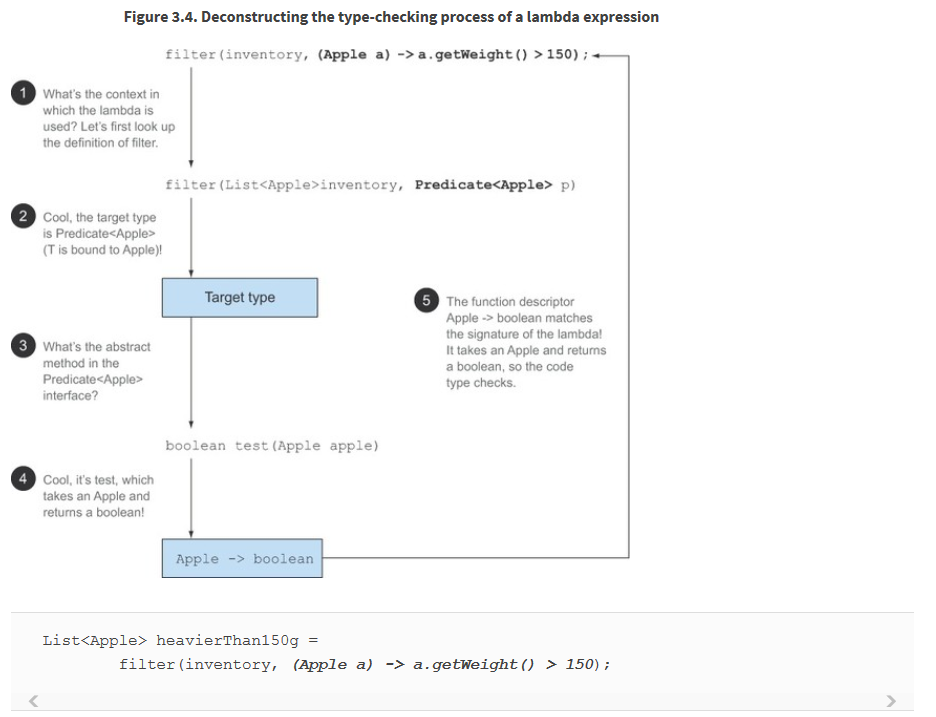 Figure 3.4. Deconstructing the type-checking process of a lambda expression
filter(inventory, (Apple a) -> a.getWeight() > 150);
1
What's the context in
which the lambda is
used? Let's first look up
the definition of filter.
filter(List<Apple>inventory, Predicate<Apple> p)
2
Cool, the target type
is Predicate<Apple>
(T is bound to Apple)!
Target type
5
The function descriptor
Apple -> boolean matches
the signature of the lambda!
It takes an Apple and returns
a boolean, so the code
type checks.
3
What's the abstract
method in the
Predicate<Apple>
interface?
boolean test(Apple apple)
4
Cool, it's test, which
takes an Apple and
returns a boolean!
Apple -> boolean
List<Apple> heavierThan150g =
filter(inventory, (Apple a) -> a.getWeight() > 150);